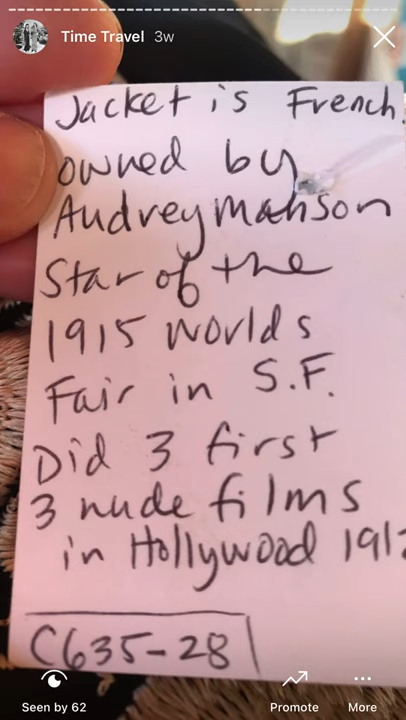 Time Travel 3w
Jacket is French
owned by
Audrey Manson
Star of the
1915 worlds
Fair in S.F.
Did 3 first
3 nude films
in Hollywood 191
C635-28
Seen by 62
Promote
More